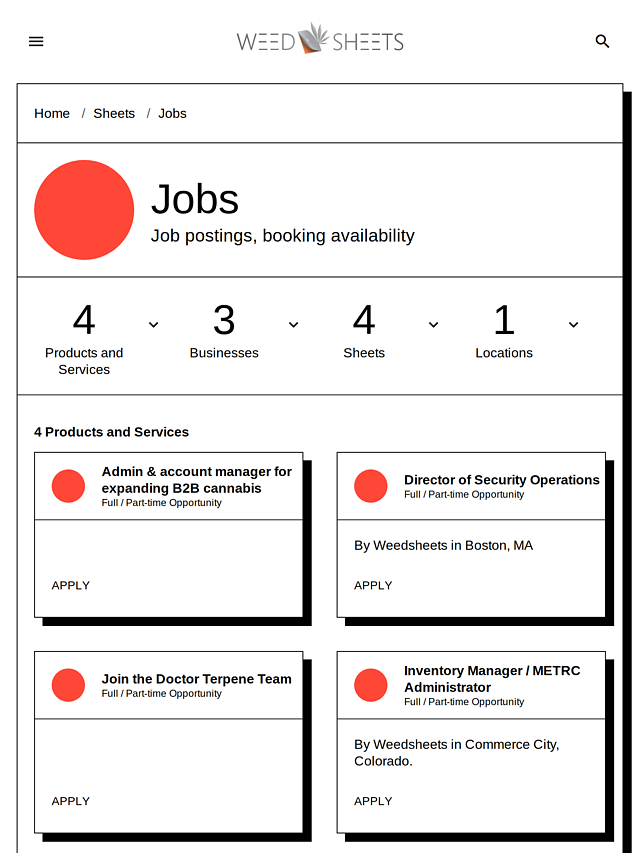 WEED SHEETS
Home / Sheets / Jobs
Jobs
Job postings, booking availability
4 3 4 1
Products and Businesses Sheets Locations
Services
4 Products and Services
Admin & account manager for
expanding B2B cannabis
Full / Part-time Opportunity
APPLY
Director of Security Operations
Full / Part-time Opportunity
By Weedsheets in Boston, MA
APPLY
Join the Doctor Terpene Team
Full / Part-time Opportunity
APPLY
Inventory Manager / METRC
Administrator
Full / Part-time Opportunity
By Weedsheets in Commerce City,
Colorado.
APPLY